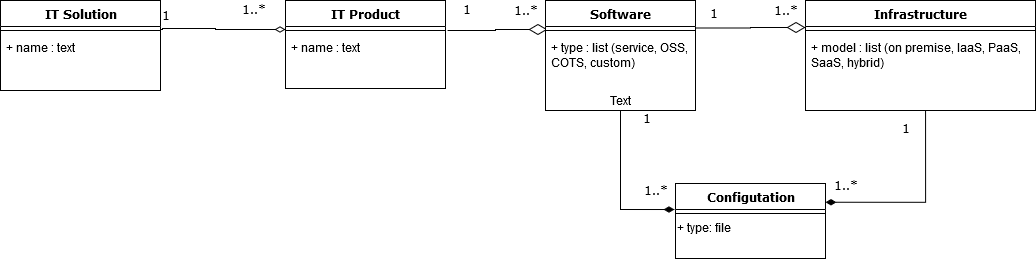 IT Solution
+ name : text
1
1..*
IT Product
+ name : text
1
1..*
Software
+ type : list (service, OSS,
COTS, custom)
Text
1
1..*
Infrastructure
+ model : list (on premise, IaaS, PaaS,
SaaS, hybrid)
1
1
1..*
1..*
Configutation
+ type: file